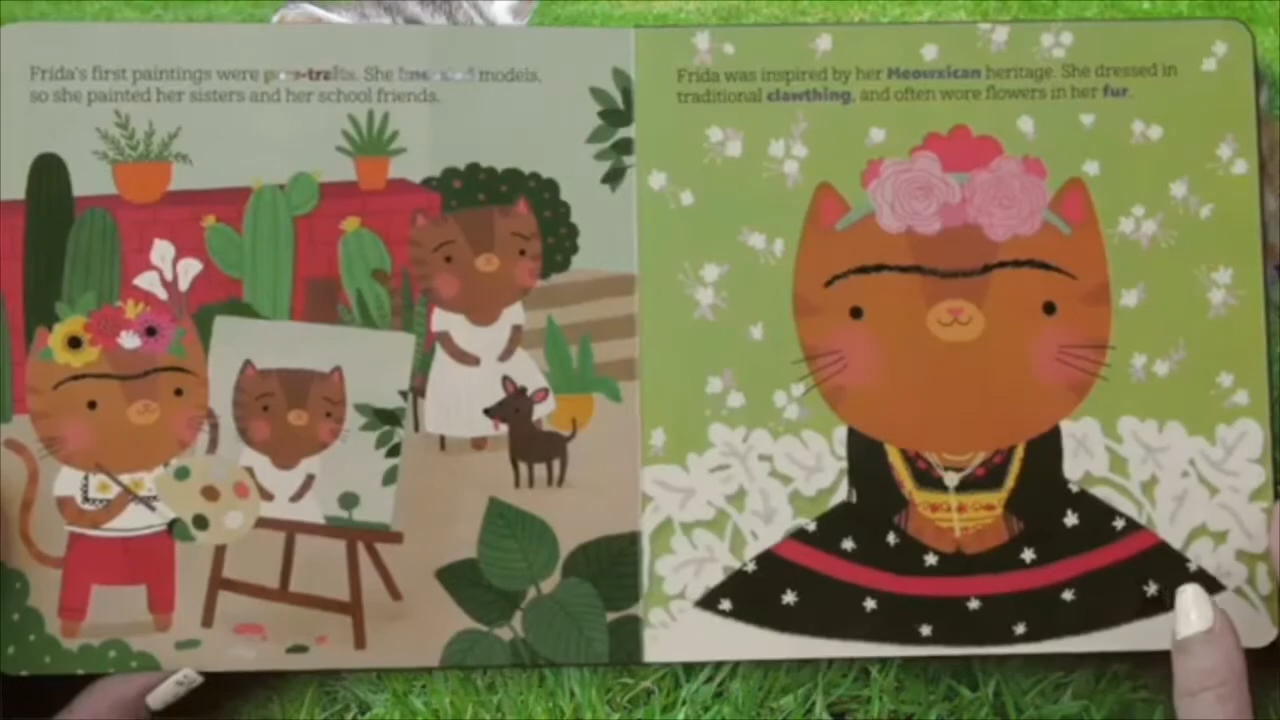 Frida's first paintings were paw-traits. She models,
so she painted her sisters and her school friends.
Frida was inspired by her Meowxican heritage. She dressed in
traditional clawthing, and often wore flowers in her fur.